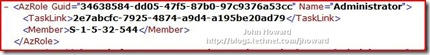 - <AzRole Guid="34638584-dd05-47f5-87b0-97c9376a53cc" Name="Administrator">
<TaskLink>2e7abcfc-7925-4874-a9d4-a195be20ad79</TaskLink>
<Member>S-1-5-32-544</Member>
John Howard
</AzRole>
http://blogs.technet.com/jhoward